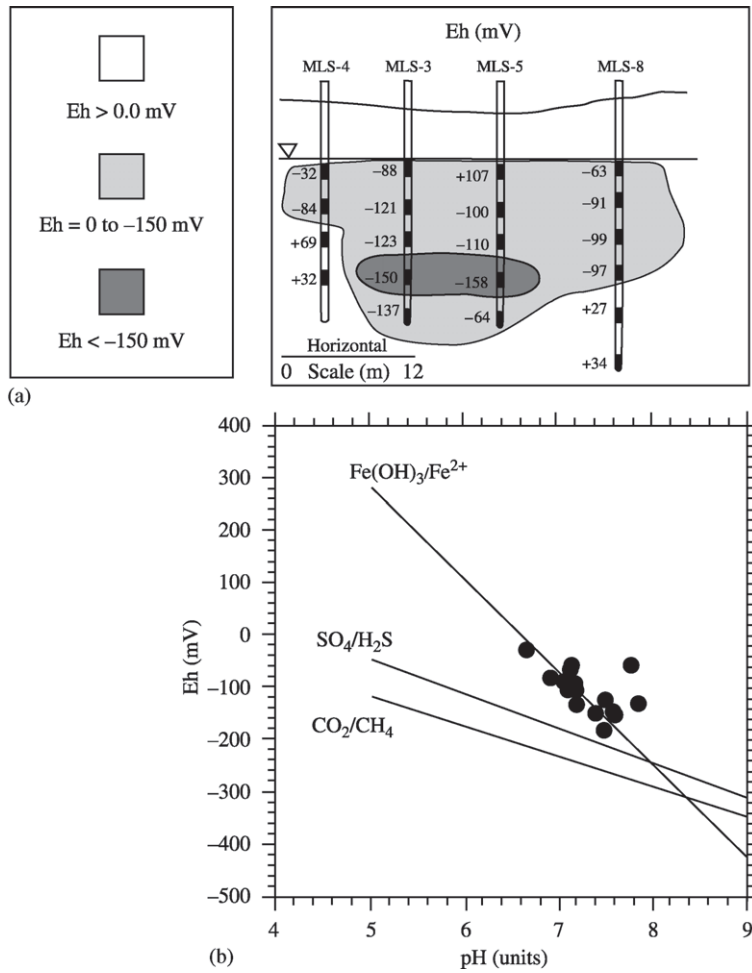 Eh > 0.0 mV
Eh = 0 to −150 mV
Eh < −150 mV
(a)
Eh (mV)
MLS-4 MLS-3 MLS-5 MLS-8
−32 −88 +107 −63
−84 −121 −100 −91
+69 −123 −110 −99
+32 −150 −158 −97
−137 −64 +27
+34
Horizontal
0 Scale (m) 12
400
300
200
100
0
−100
−200
−300
−400
−500
Eh (mV)
Fe(OH)₃/Fe²⁺
SO₄/H₂S
CO₂/CH₄
4 5 6 7 8 9
pH (units)
(b)